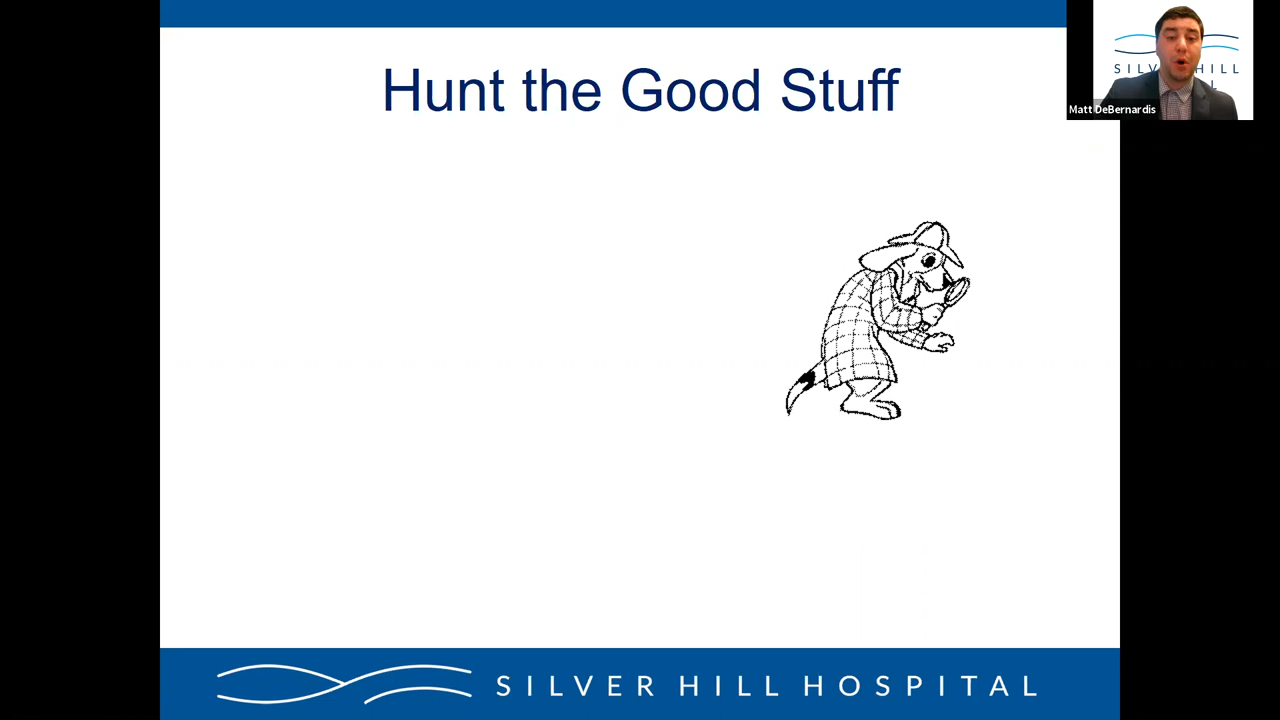 Hunt the Good Stuff
SILVER HILL
Matt DeBernardis
SILVER HILL HOSPITAL